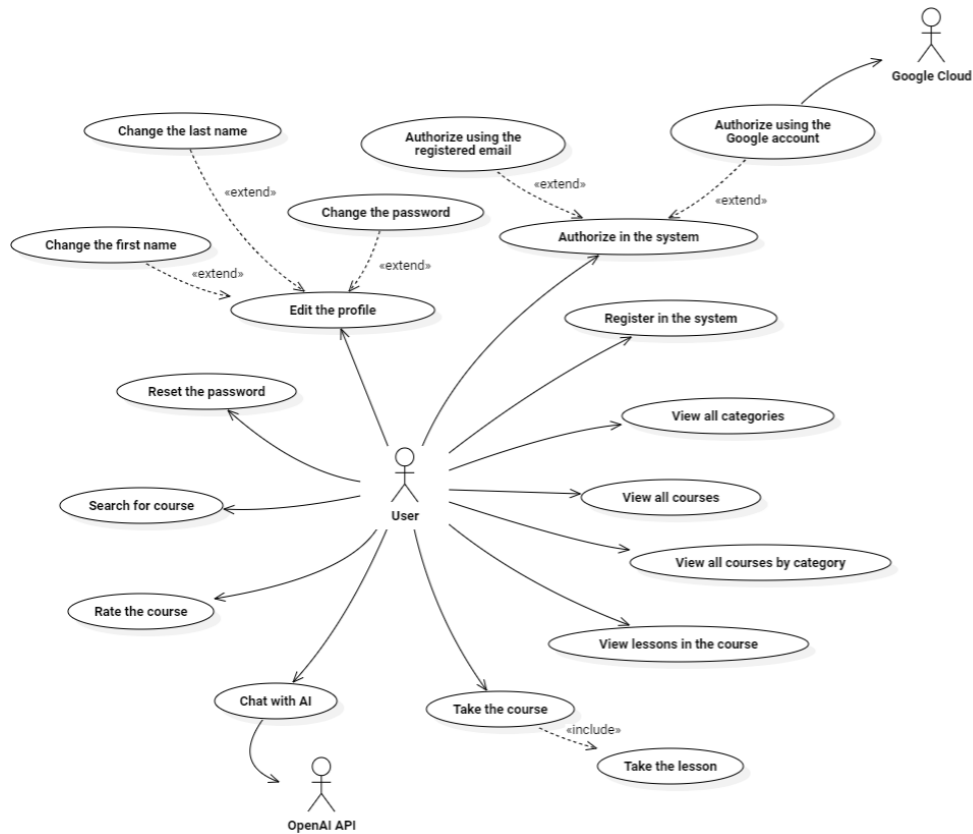 Google Cloud
Change the last name
Authorize using the
registered email
Authorize using the
Google account
«extend»
«extend»
«extend»
Change the password
Change the first name
Authorize in the system
«extend»
«extend»
Edit the profile
Register in the system
Reset the password
View all categories
Search for course
View all courses
User
View all courses by category
Rate the course
View lessons in the course
Chat with AI
Take the course
«include»
Take the lesson
OpenAI API